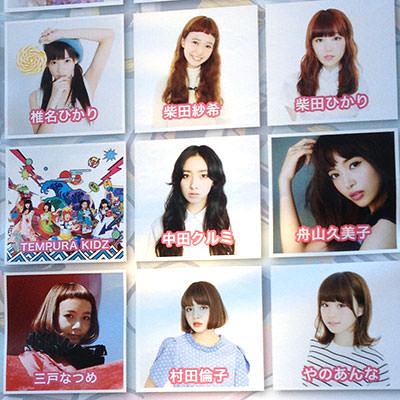 椎名ひかり
柴田紗希
柴田ひかり
TEMPURA KIDZ
中田クルミ
舟山久美子
三戸なつめ
村田倫子
やのあんな